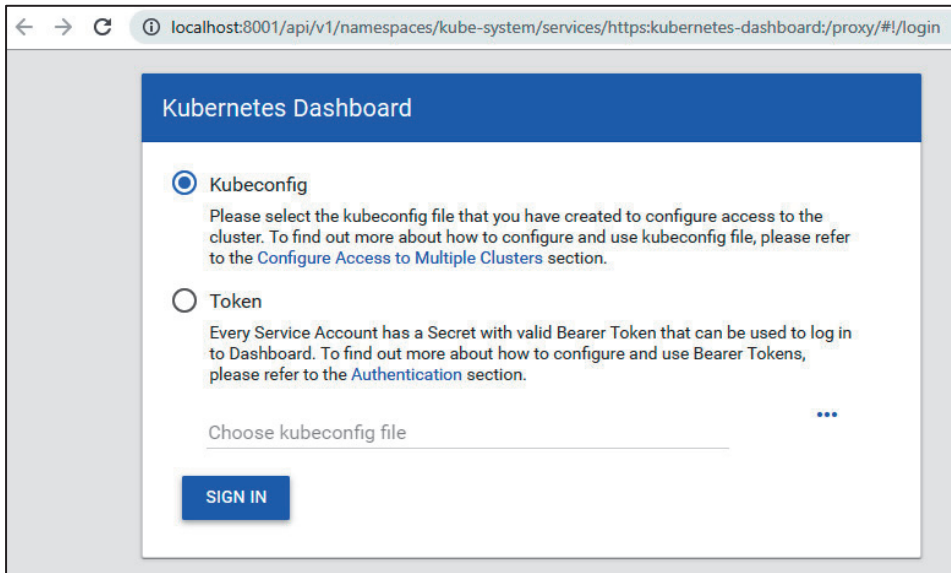 localhost:8001/api/v1/namespaces/kube-system/services/https:kubernetes-dashboard:/proxy/#!/login
Kubernetes Dashboard
Kubeconfig
Please select the kubeconfig file that you have created to configure access to the
cluster. To find out more about how to configure and use kubeconfig file, please refer
to the Configure Access to Multiple Clusters section.
Token
Every Service Account has a Secret with valid Bearer Token that can be used to log in
to Dashboard. To find out more about how to configure and use Bearer Tokens,
please refer to the Authentication section.
Choose kubeconfig file
SIGN IN